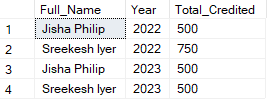 Full_Name Year Total_Credited
1 Jisha Philip 2022 500
2 Sreekesh Iyer 2022 750
3 Jisha Philip 2023 500
4 Sreekesh Iyer 2023 500